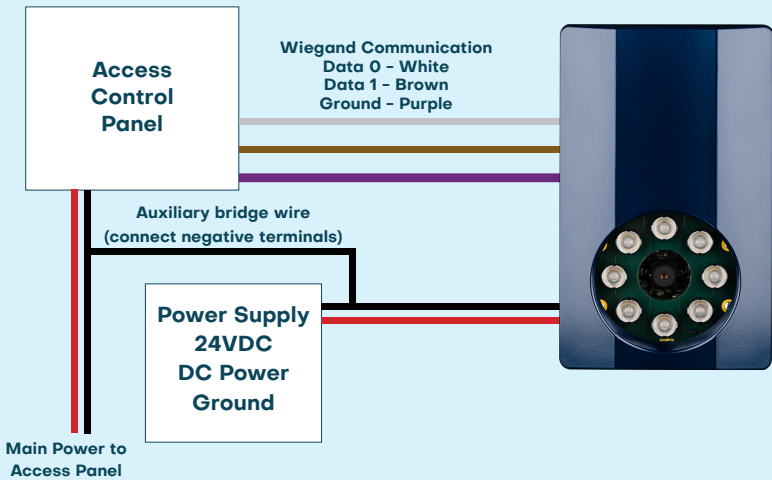 Access
Control
Panel
Wiegand Communication
Data 0 - White
Data 1 - Brown
Ground - Purple
Auxiliary bridge wire
(connect negative terminals)
Power Supply
24VDC
DC Power
Ground
Main Power to
Access Panel